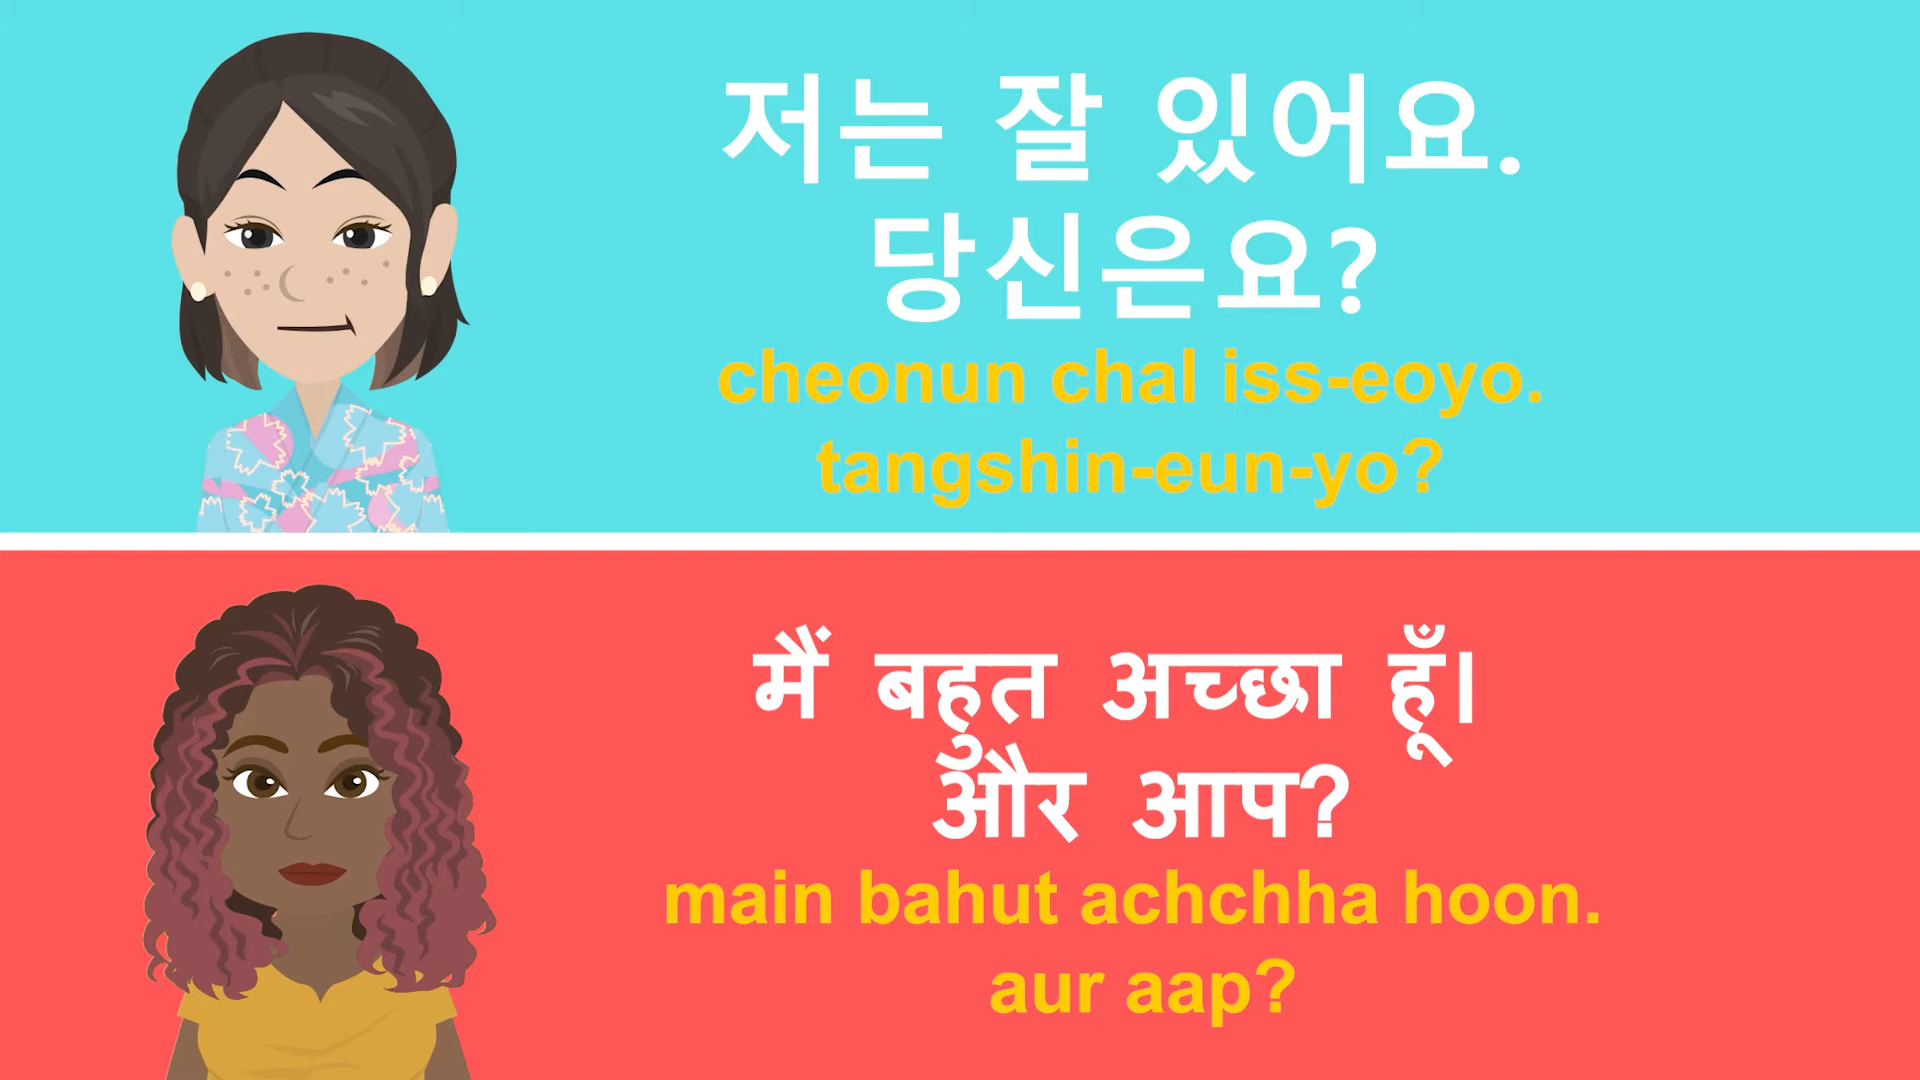 저는 잘 있어요.
당신은요?
cheonun chal iss-eoyo.
tangshin-eun-yo?
मैं बहुत अच्छा हूँ।
और आप?
main bahut achchha hoon.
aur aap?